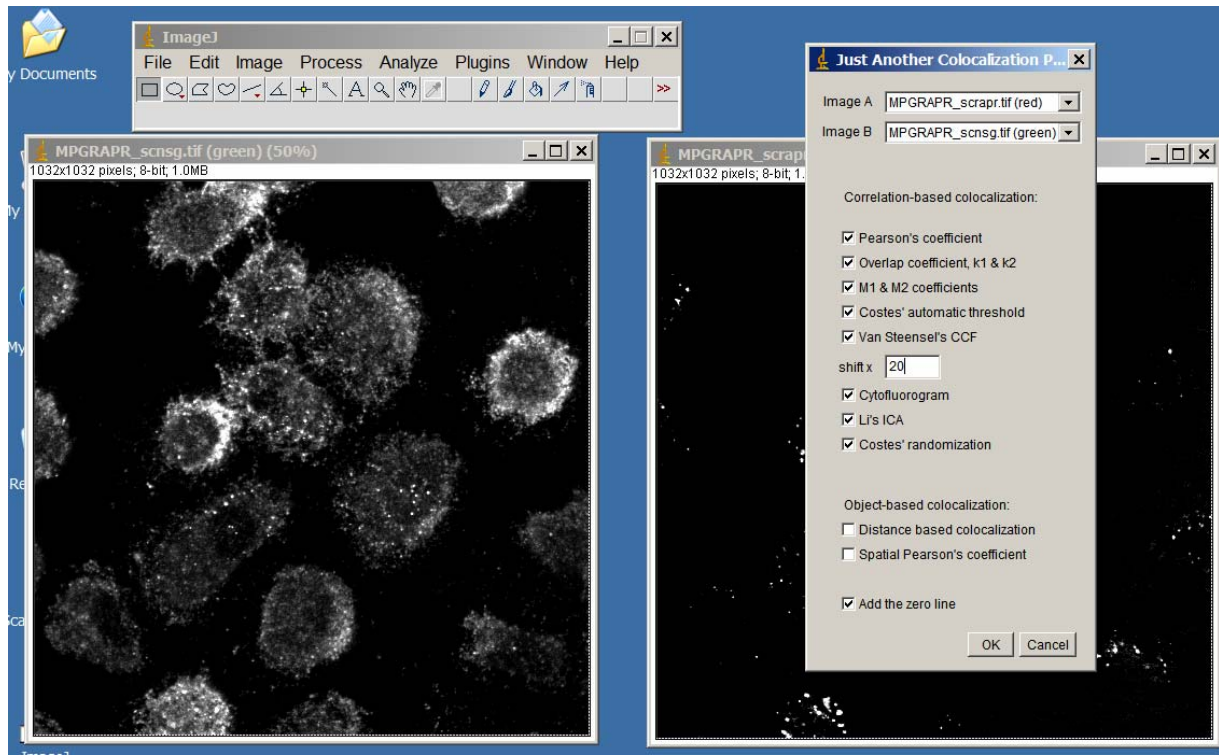 y Documents
ImageJ
File Edit Image Process Analyze Plugins Window Help
A
>>
MPGRAPR_scnsg.tif (green) (50%)
1032x1032 pixels; 8-bit; 1.0MB
MPGRAPR_scrapr
1032x1032 pixels; 8-bit; 1.
Just Another Colocalization P...
Image A MPGRAPR_scrapr.tif (red)
Image B MPGRAPR_scnsg.tif (green)
Correlation-based colocalization:
Pearson's coefficient
Overlap coefficient, k1 & k2
M1 & M2 coefficients
Costes' automatic threshold
Van Steensel's CCF
shift x 20
Cytofluorogram
Li's ICA
Costes' randomization
Object-based colocalization:
Distance based colocalization
Spatial Pearson's coefficient
Add the zero line
OK Cancel
My
My
Re
Sca